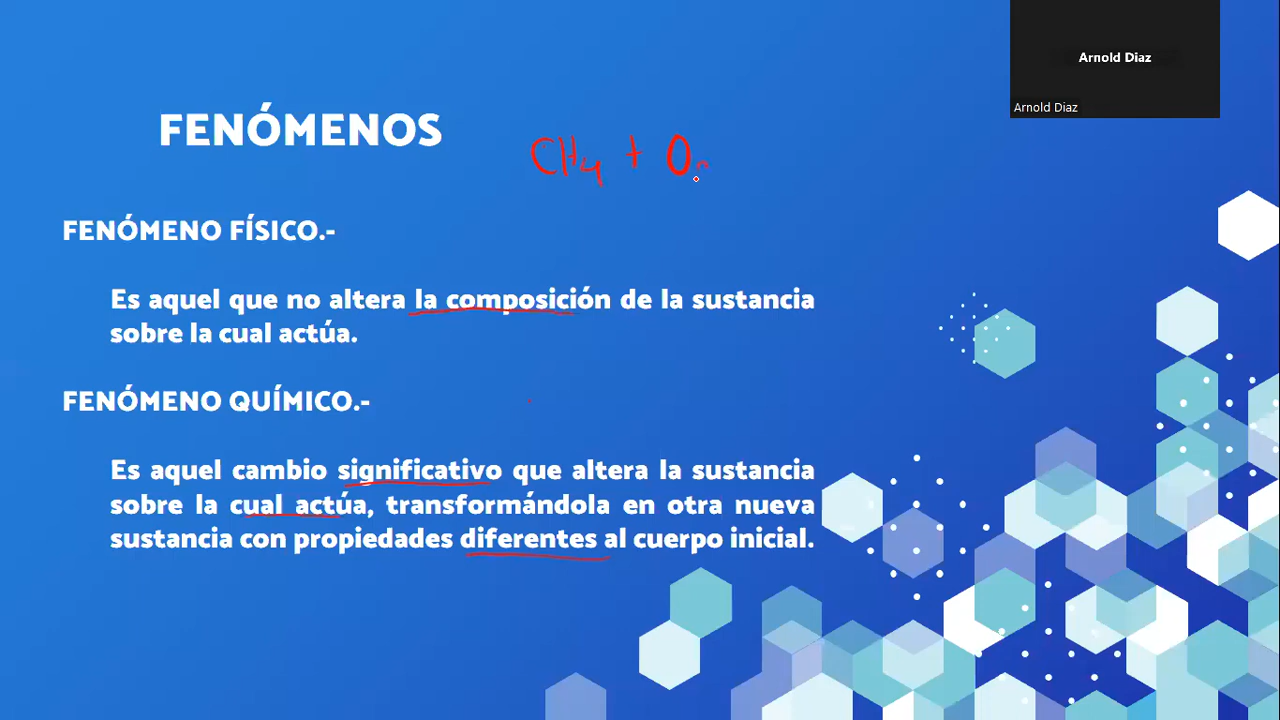 Arnold Diaz
Arnold Diaz
FENÓMENOS
CH4 + O
FENÓMENO FÍSICO.-
Es aquel que no altera la composición de la sustancia
sobre la cual actúa.
FENÓMENO QUÍMICO.-
Es aquel cambio significativo que altera la sustancia
sobre la cual actúa, transformándola en otra nueva
sustancia con propiedades diferentes al cuerpo inicial.